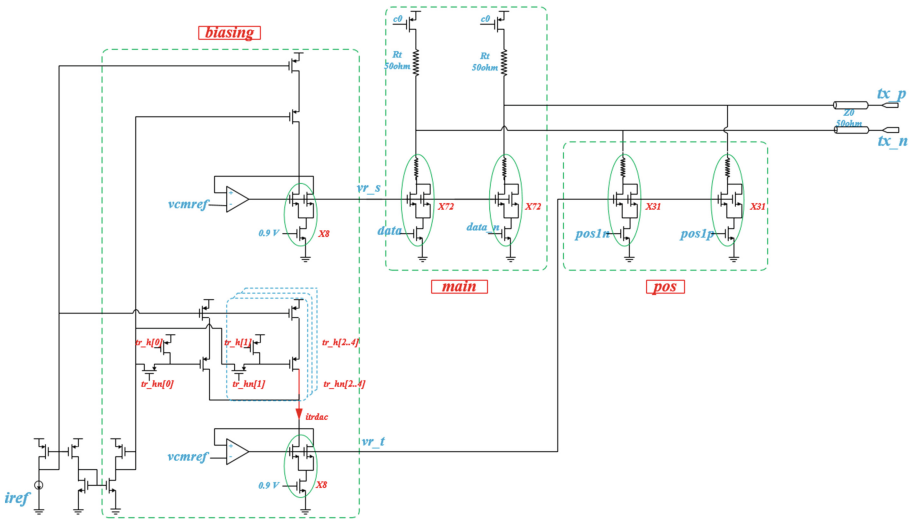 biasing
c0
c0
Rt
50ohm
Rt
50ohm
tx_p
Z0
50ohm
tx_n
vr_s
vcmref
+
−
0.9 V
X8
X72
X72
data
data_n
X31
X31
pos1n
pos1p
main
pos
tr_h[0]
tr_h[1]
tr_h[2..4]
tr_hn[0]
tr_hn[1]
tr_hn[2..4]
itrdac
vr_t
vcmref
+
−
0.9 V
X8
iref